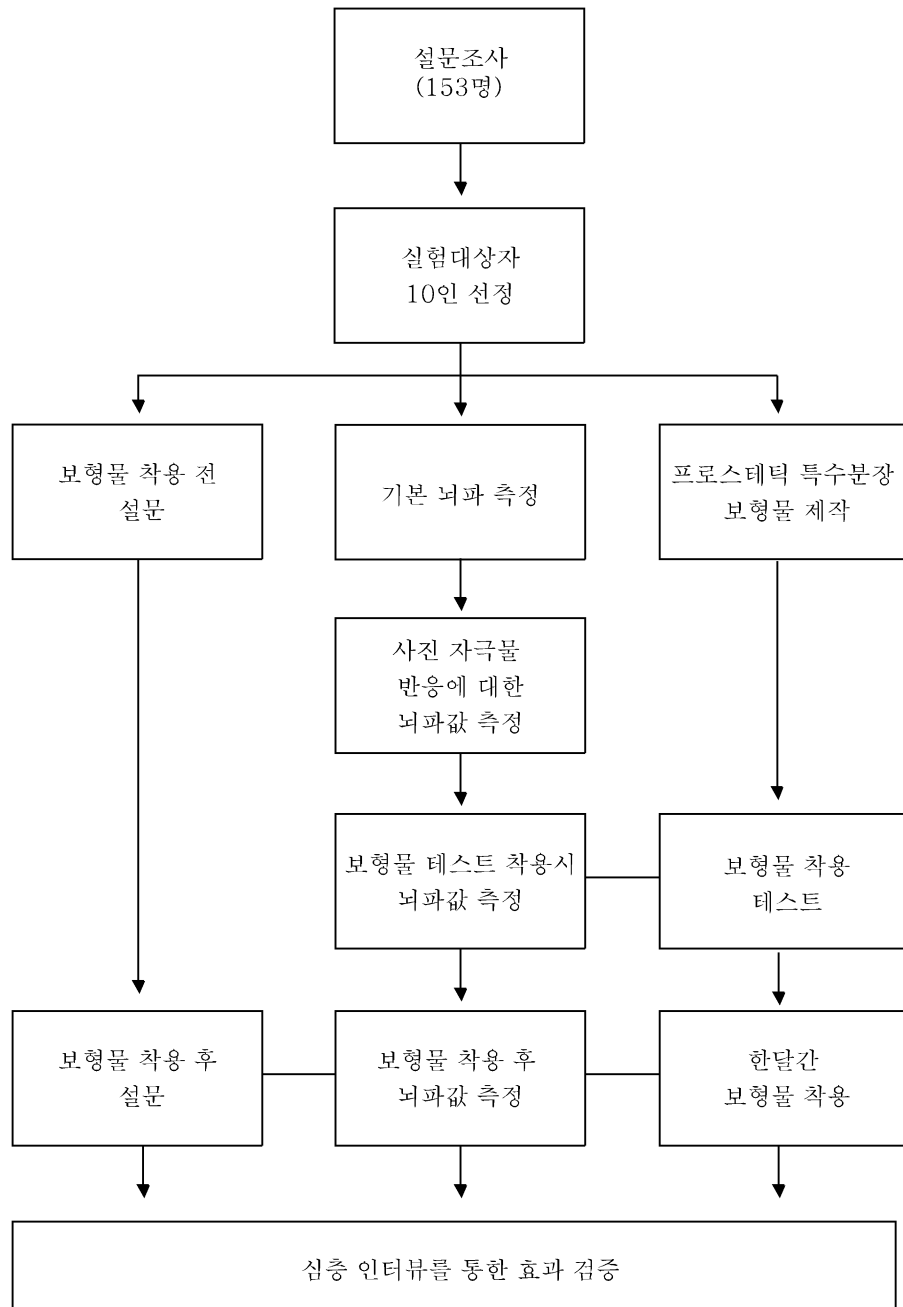 설문조사
(153명)
실험대상자
10인 선정
보형물 착용 전
설문
기본 뇌파 측정
프로스테틱 특수분장
보형물 제작
사진 자극물
반응에 대한
뇌파값 측정
보형물 테스트 착용시
뇌파값 측정
보형물 착용
테스트
보형물 착용 후
설문
보형물 착용 후
뇌파값 측정
한달간
보형물 착용
심층 인터뷰를 통한 효과 검증